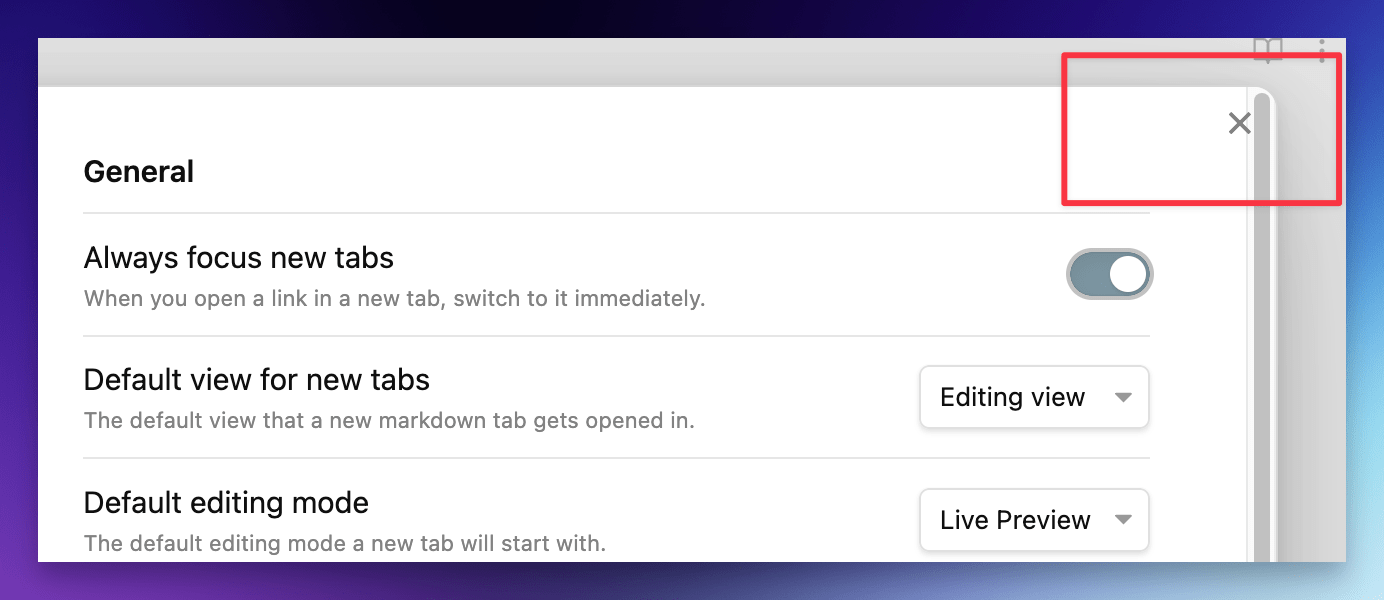 General
Always focus new tabs
When you open a link in a new tab, switch to it immediately.
Default view for new tabs
The default view that a new markdown tab gets opened in.
Editing view
Default editing mode
The default editing mode a new tab will start with.
Live Preview